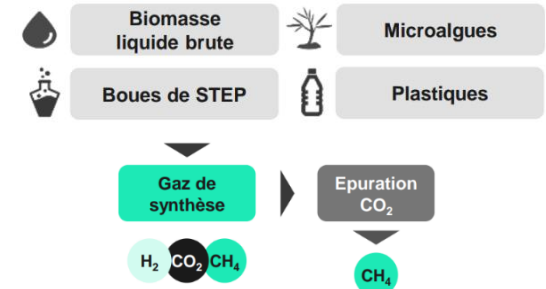 Biomasse
liquide brute
Microalgues
Boues de STEP
Plastiques
Gaz de
synthèse
Epuration
CO₂
H₂ CO₂ CH₄
CH₄